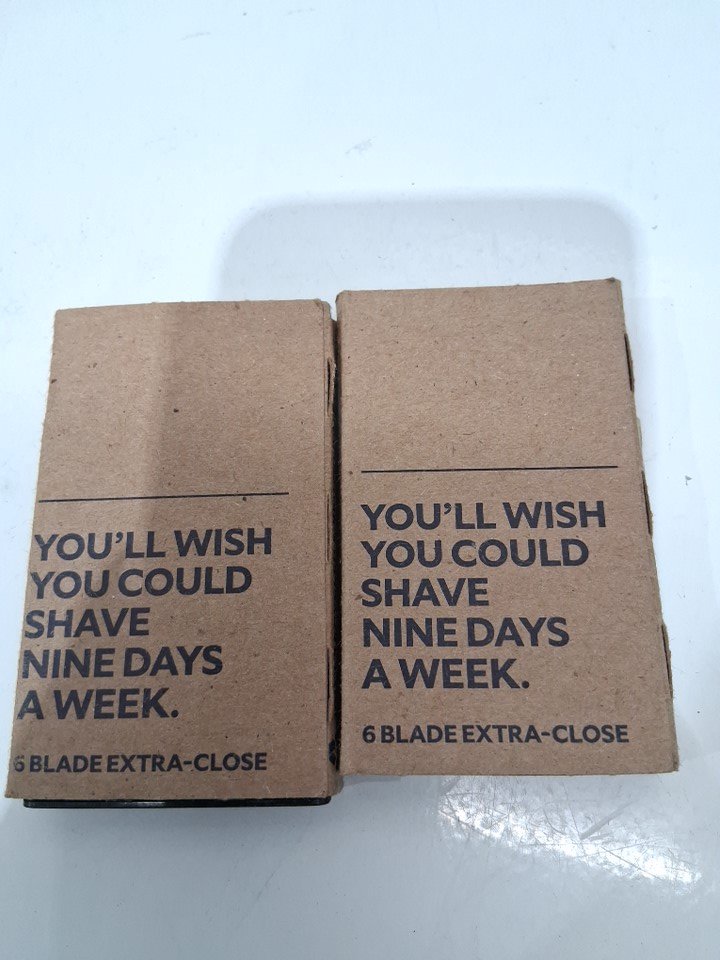 YOU'LL WISH
YOU COULD
SHAVE
NINE DAYS
A WEEK.
6 BLADE EXTRA-CLOSE
YOU'LL WISH
YOU COULD
SHAVE
NINE DAYS
A WEEK.
6 BLADE EXTRA-CLOSE